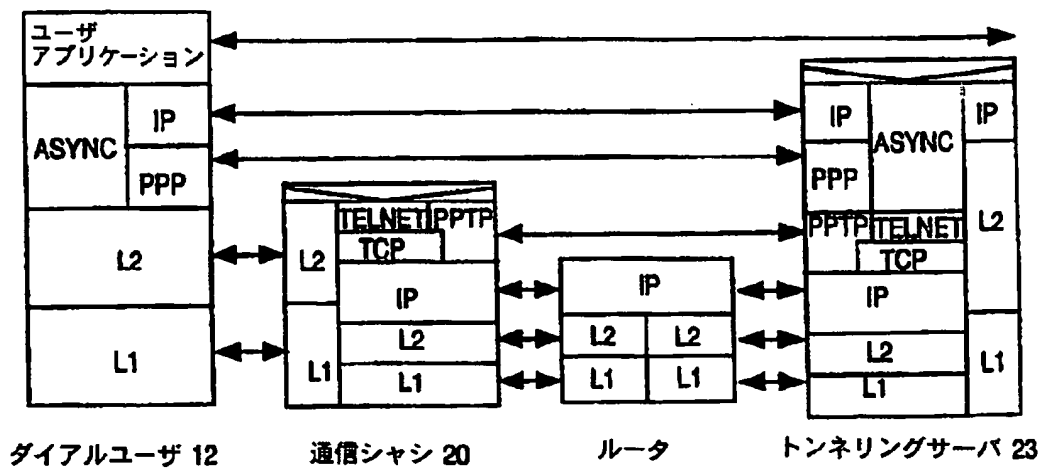 ユーザ
アプリケーション
ASYNC
IP
PPP
L2
L1
L2
L1
TELNET
PPTP
TCP
IP
L2
L1
IP
L2
L2
L1
L1
IP
ASYNC
IP
PPP
PPTP
TELNET
TCP
L2
IP
L2
L1
L1
ダイアルユーザ 12
通信シャシ 20
ルータ
トンネリングサーバ 23